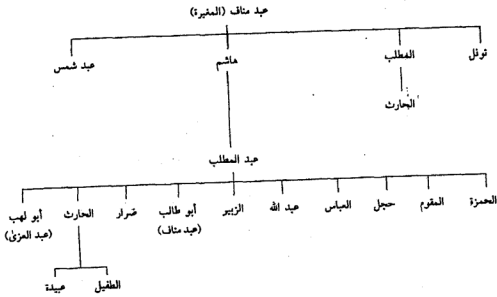 عبد مناف (المغيرة)
توفل المطلب هاشم عبد شمس
الحارث
عبد المطلب
الحمزة المقوم حجل العباس عبد الله الزبير أبو طالب ضرار الحارث أبو لهب
(عبد مناف) (عبد العزى)
الطفيل عبيدة